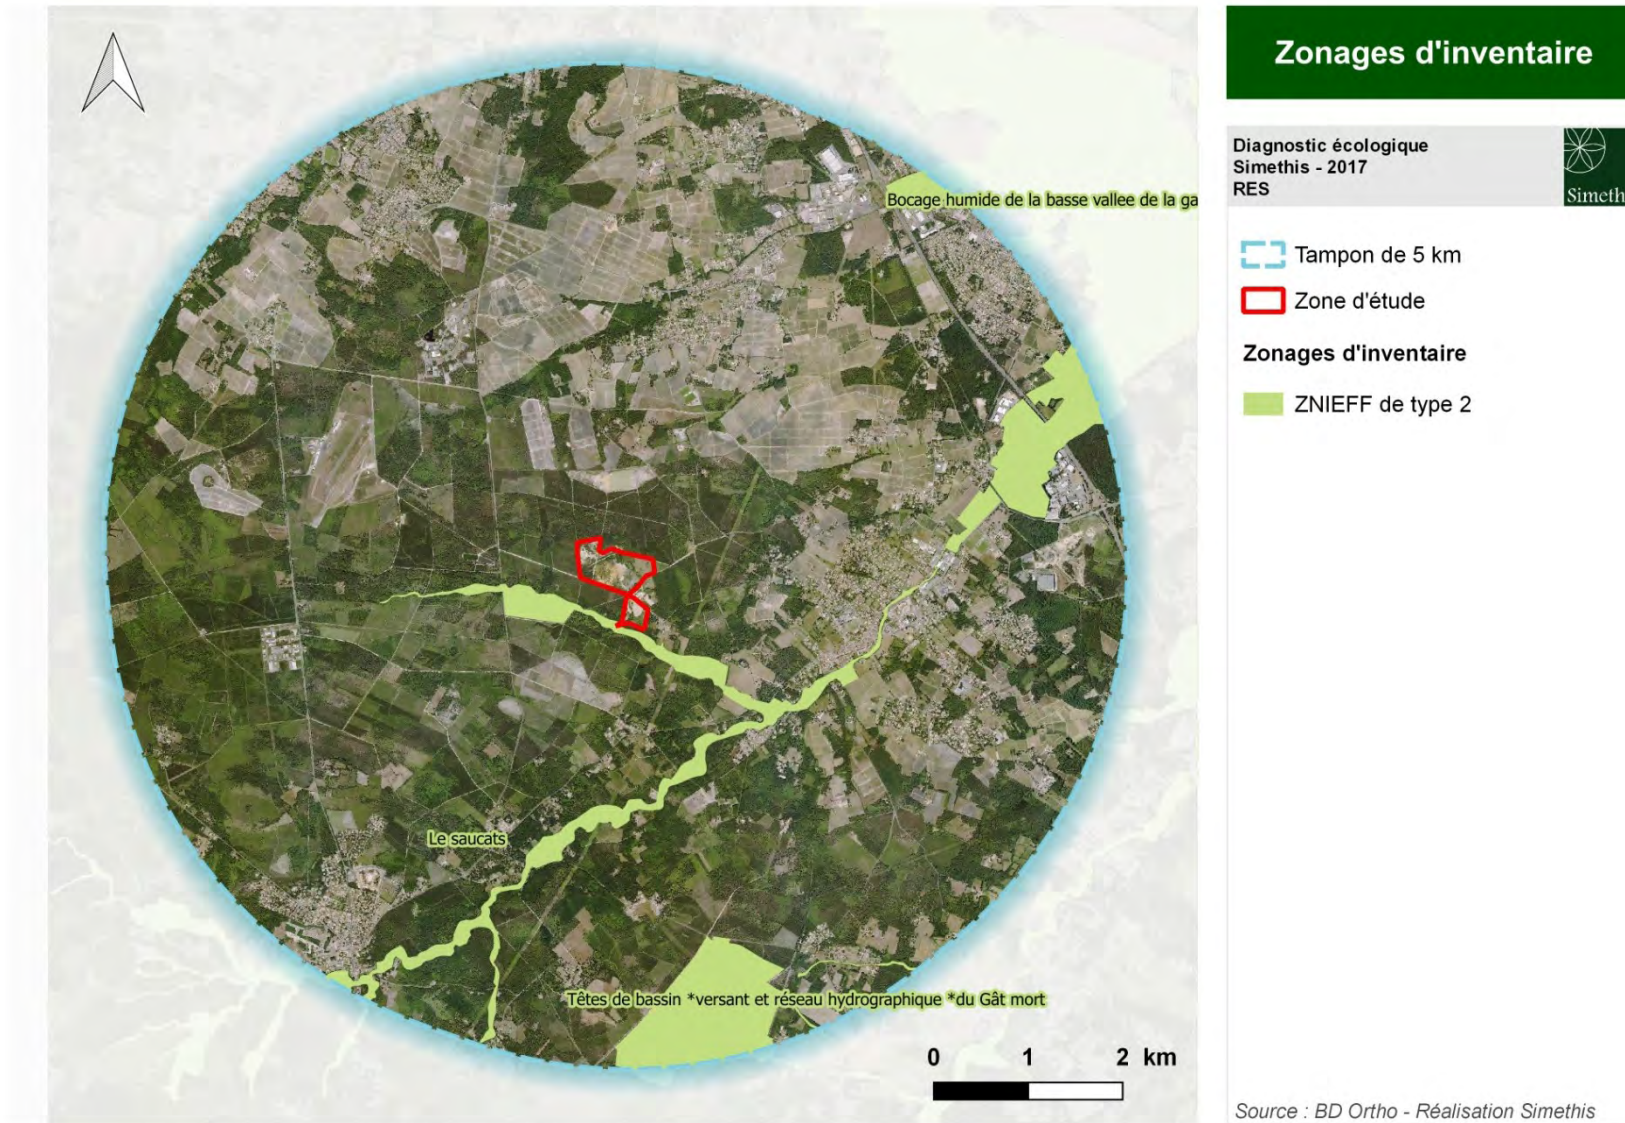 Zonages d'inventaire
Diagnostic écologique
Simethis - 2017
RES
Simeth
Tampon de 5 km
Zone d'étude
Zonages d'inventaire
ZNIEFF de type 2
Bocage humide de la basse vallee de la ga
Le saucats
Têtes de bassin *versant et réseau hydrographique *du Gât mort
0 1 2 km
Source : BD Ortho - Réalisation Simethis